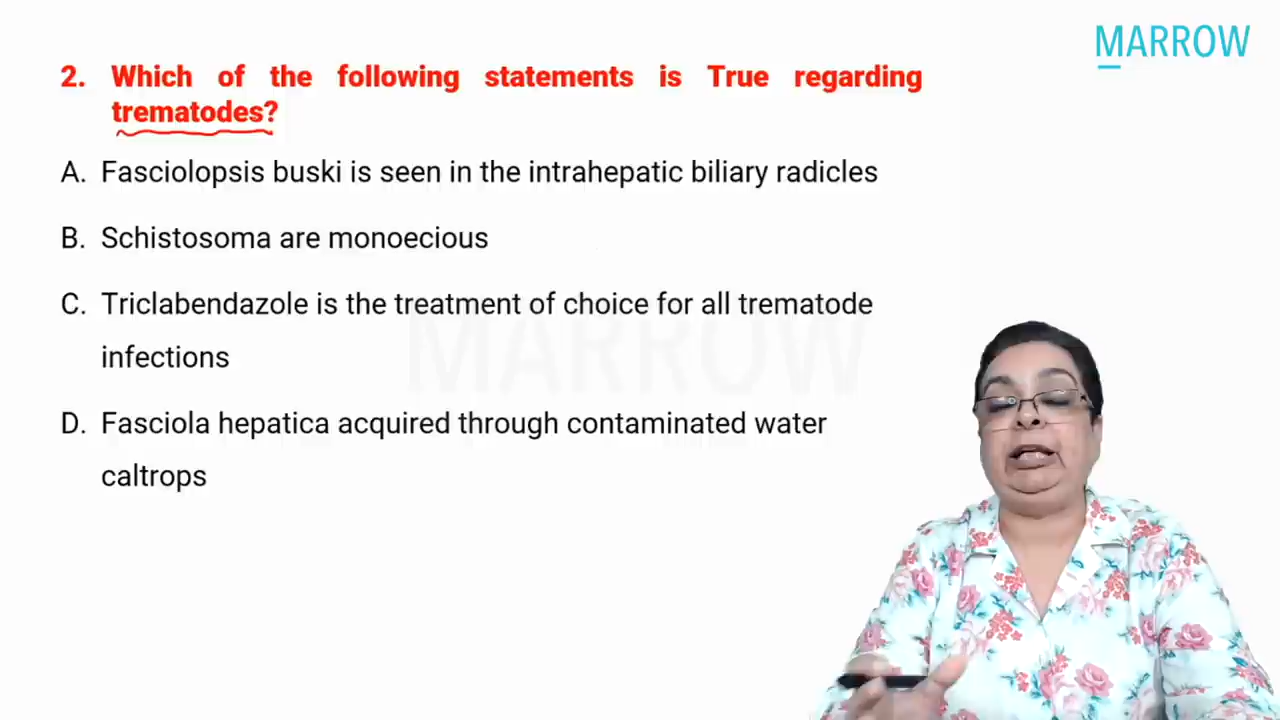 MARROW
2. Which of the following statements is True regarding
trematodes?
A. Fasciolopsis buski is seen in the intrahepatic biliary radicles
B. Schistosoma are monoecious
C. Triclabendazole is the treatment of choice for all trematode
infections
MARROW
D. Fasciola hepatica acquired through contaminated water
caltrops